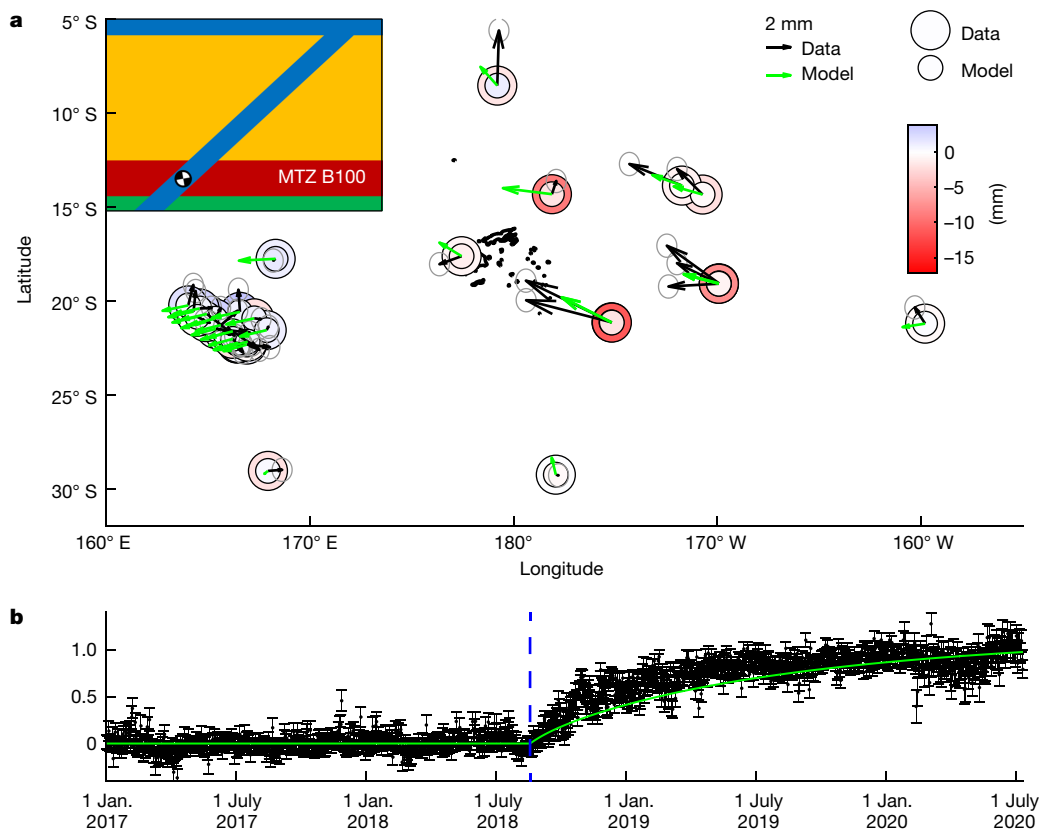 a
5° S
10° S
15° S
20° S
25° S
30° S
Latitude
MTZ B100
2 mm
Data
Model
Data
Model
0
−5
−10
−15
(mm)
160° E
170° E
180°
170° W
160° W
Longitude
b
1.0
0.5
0
1 Jan. 2017
1 July 2017
1 Jan. 2018
1 July 2018
1 Jan. 2019
1 July 2019
1 Jan. 2020
1 July 2020